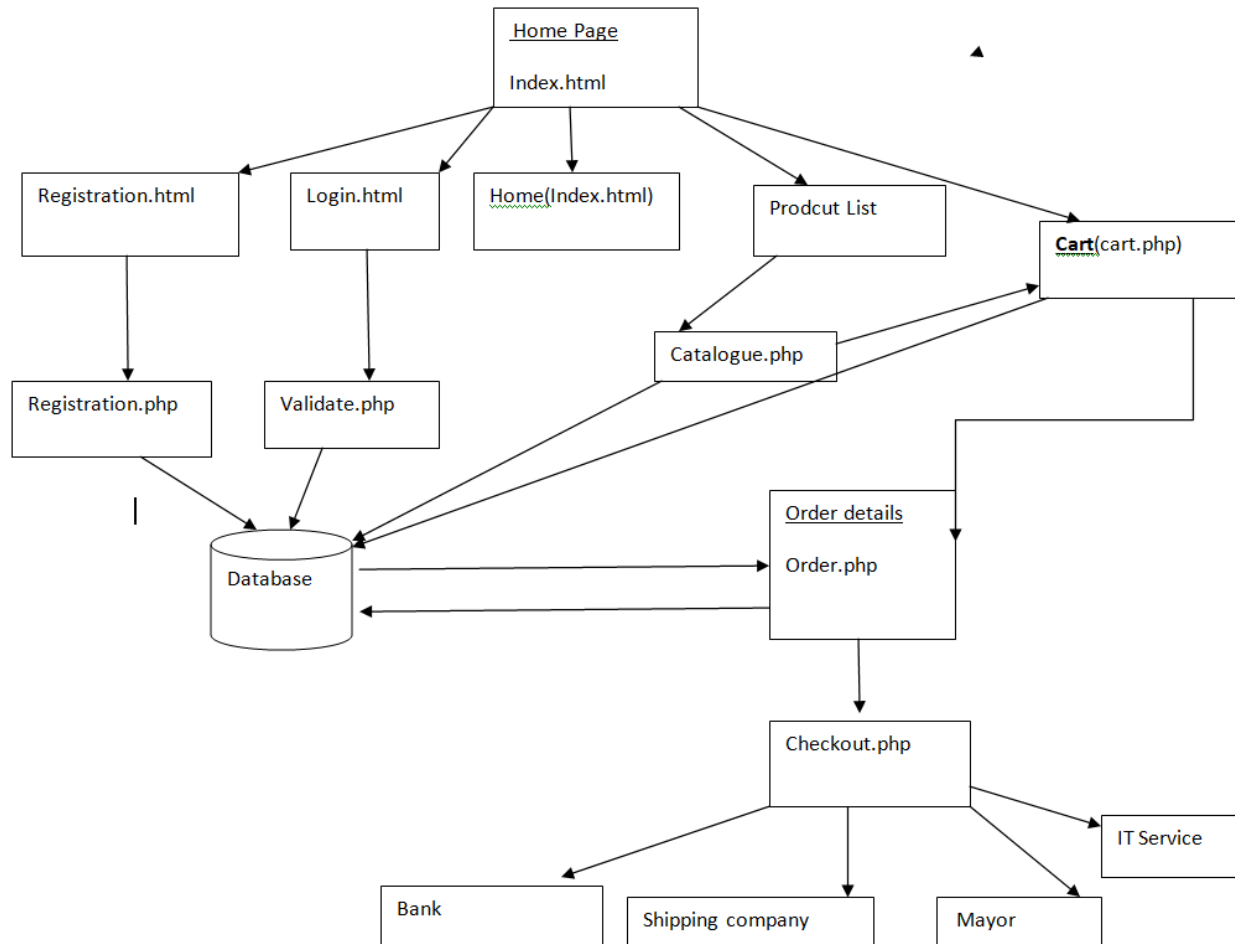 Home Page
Index.html
Registration.html
Login.html
Home(Index.html)
Prodcut List
Cart(cart.php)
Catalogue.php
Registration.php
Validate.php
Order details
Order.php
Database
Checkout.php
IT Service
Bank
Shipping company
Mayor